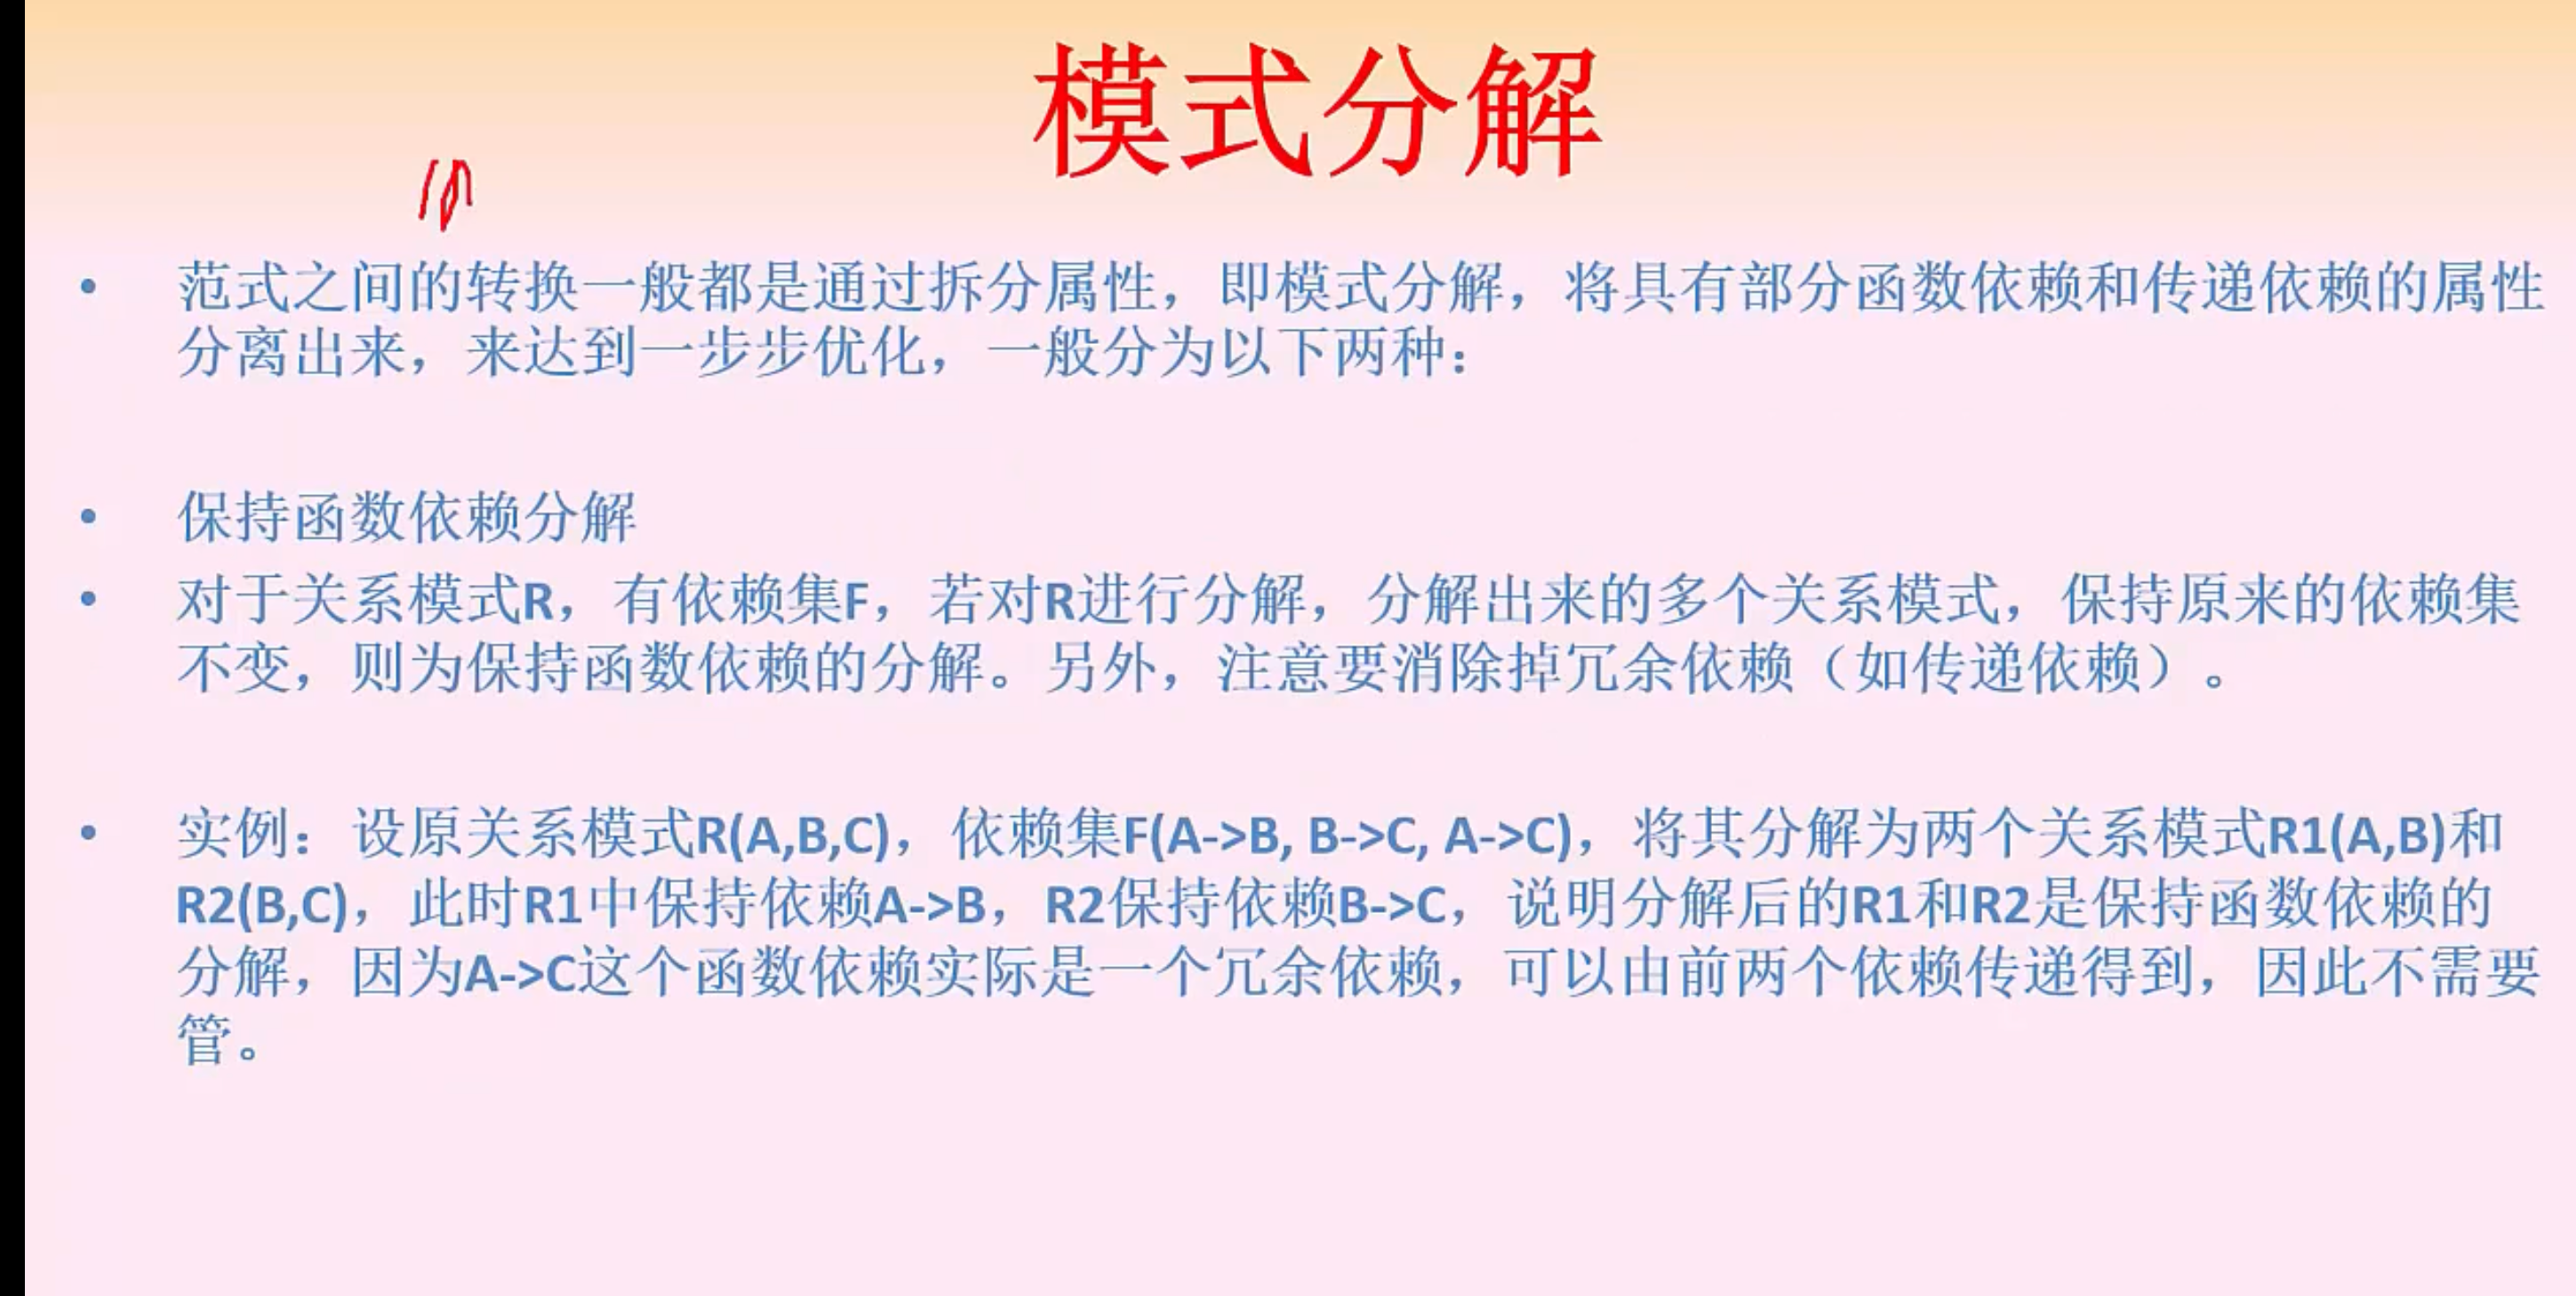 模式分解
• 范式之间的转换一般都是通过拆分属性，即模式分解，将具有部分函数依赖和传递依赖的属性
分离出来，来达到一步步优化，一般分为以下两种：
• 保持函数依赖分解
• 对于关系模式R，有依赖集F，若对R进行分解，分解出来的多个关系模式，保持原来的依赖集
不变，则为保持函数依赖的分解。另外，注意要消除掉冗余依赖（如传递依赖）。
• 实例：设原关系模式R(A,B,C)，依赖集F(A->B, B->C, A->C)，将其分解为两个关系模式R1(A,B)和
R2(B,C)，此时R1中保持依赖A->B，R2保持依赖B->C，说明分解后的R1和R2是保持函数依赖的
分解，因为A->C这个函数依赖实际是一个冗余依赖，可以由前两个依赖传递得到，因此不需要
管。